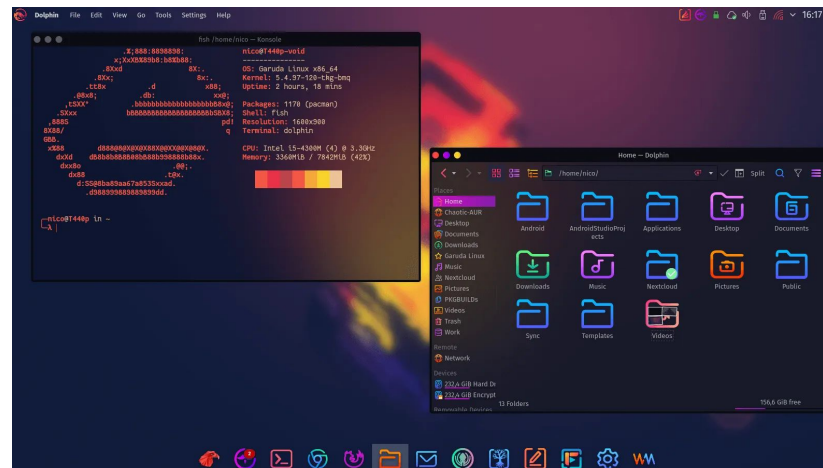 Dolphin File Edit View Go Tools Settings Help
16:17
fish /home/nico — Konsole
nico@T440p-void
---------------
OS: Garuda Linux x86_64
Kernel: 5.4.97-120-tkg-bmq
Uptime: 2 hours, 18 mins
Packages: 1170 (pacman)
Shell: fish
Resolution: 1600x900
Terminal: dolphin
CPU: Intel i5-4300M (4) @ 3.3GHz
Memory: 3360MiB / 7842MiB (42%)
nico@T440p in ~
λ
Home — Dolphin
/home/nico/
Split
Places
Home
Chaotic-AUR
Desktop
Documents
Downloads
Garuda Linux
Music
Nextcloud
Pictures
PKGBUILDs
Videos
Trash
Work
Remote
Network
Devices
232,4 GiB Hard Dr
232,4 GiB Encrypt
Removable Devices
Android
AndroidStudioProj
ects
Applications
Desktop
Documents
Downloads
Music
Nextcloud
Pictures
Public
Sync
Templates
Videos
13 Folders
156,6 GiB free